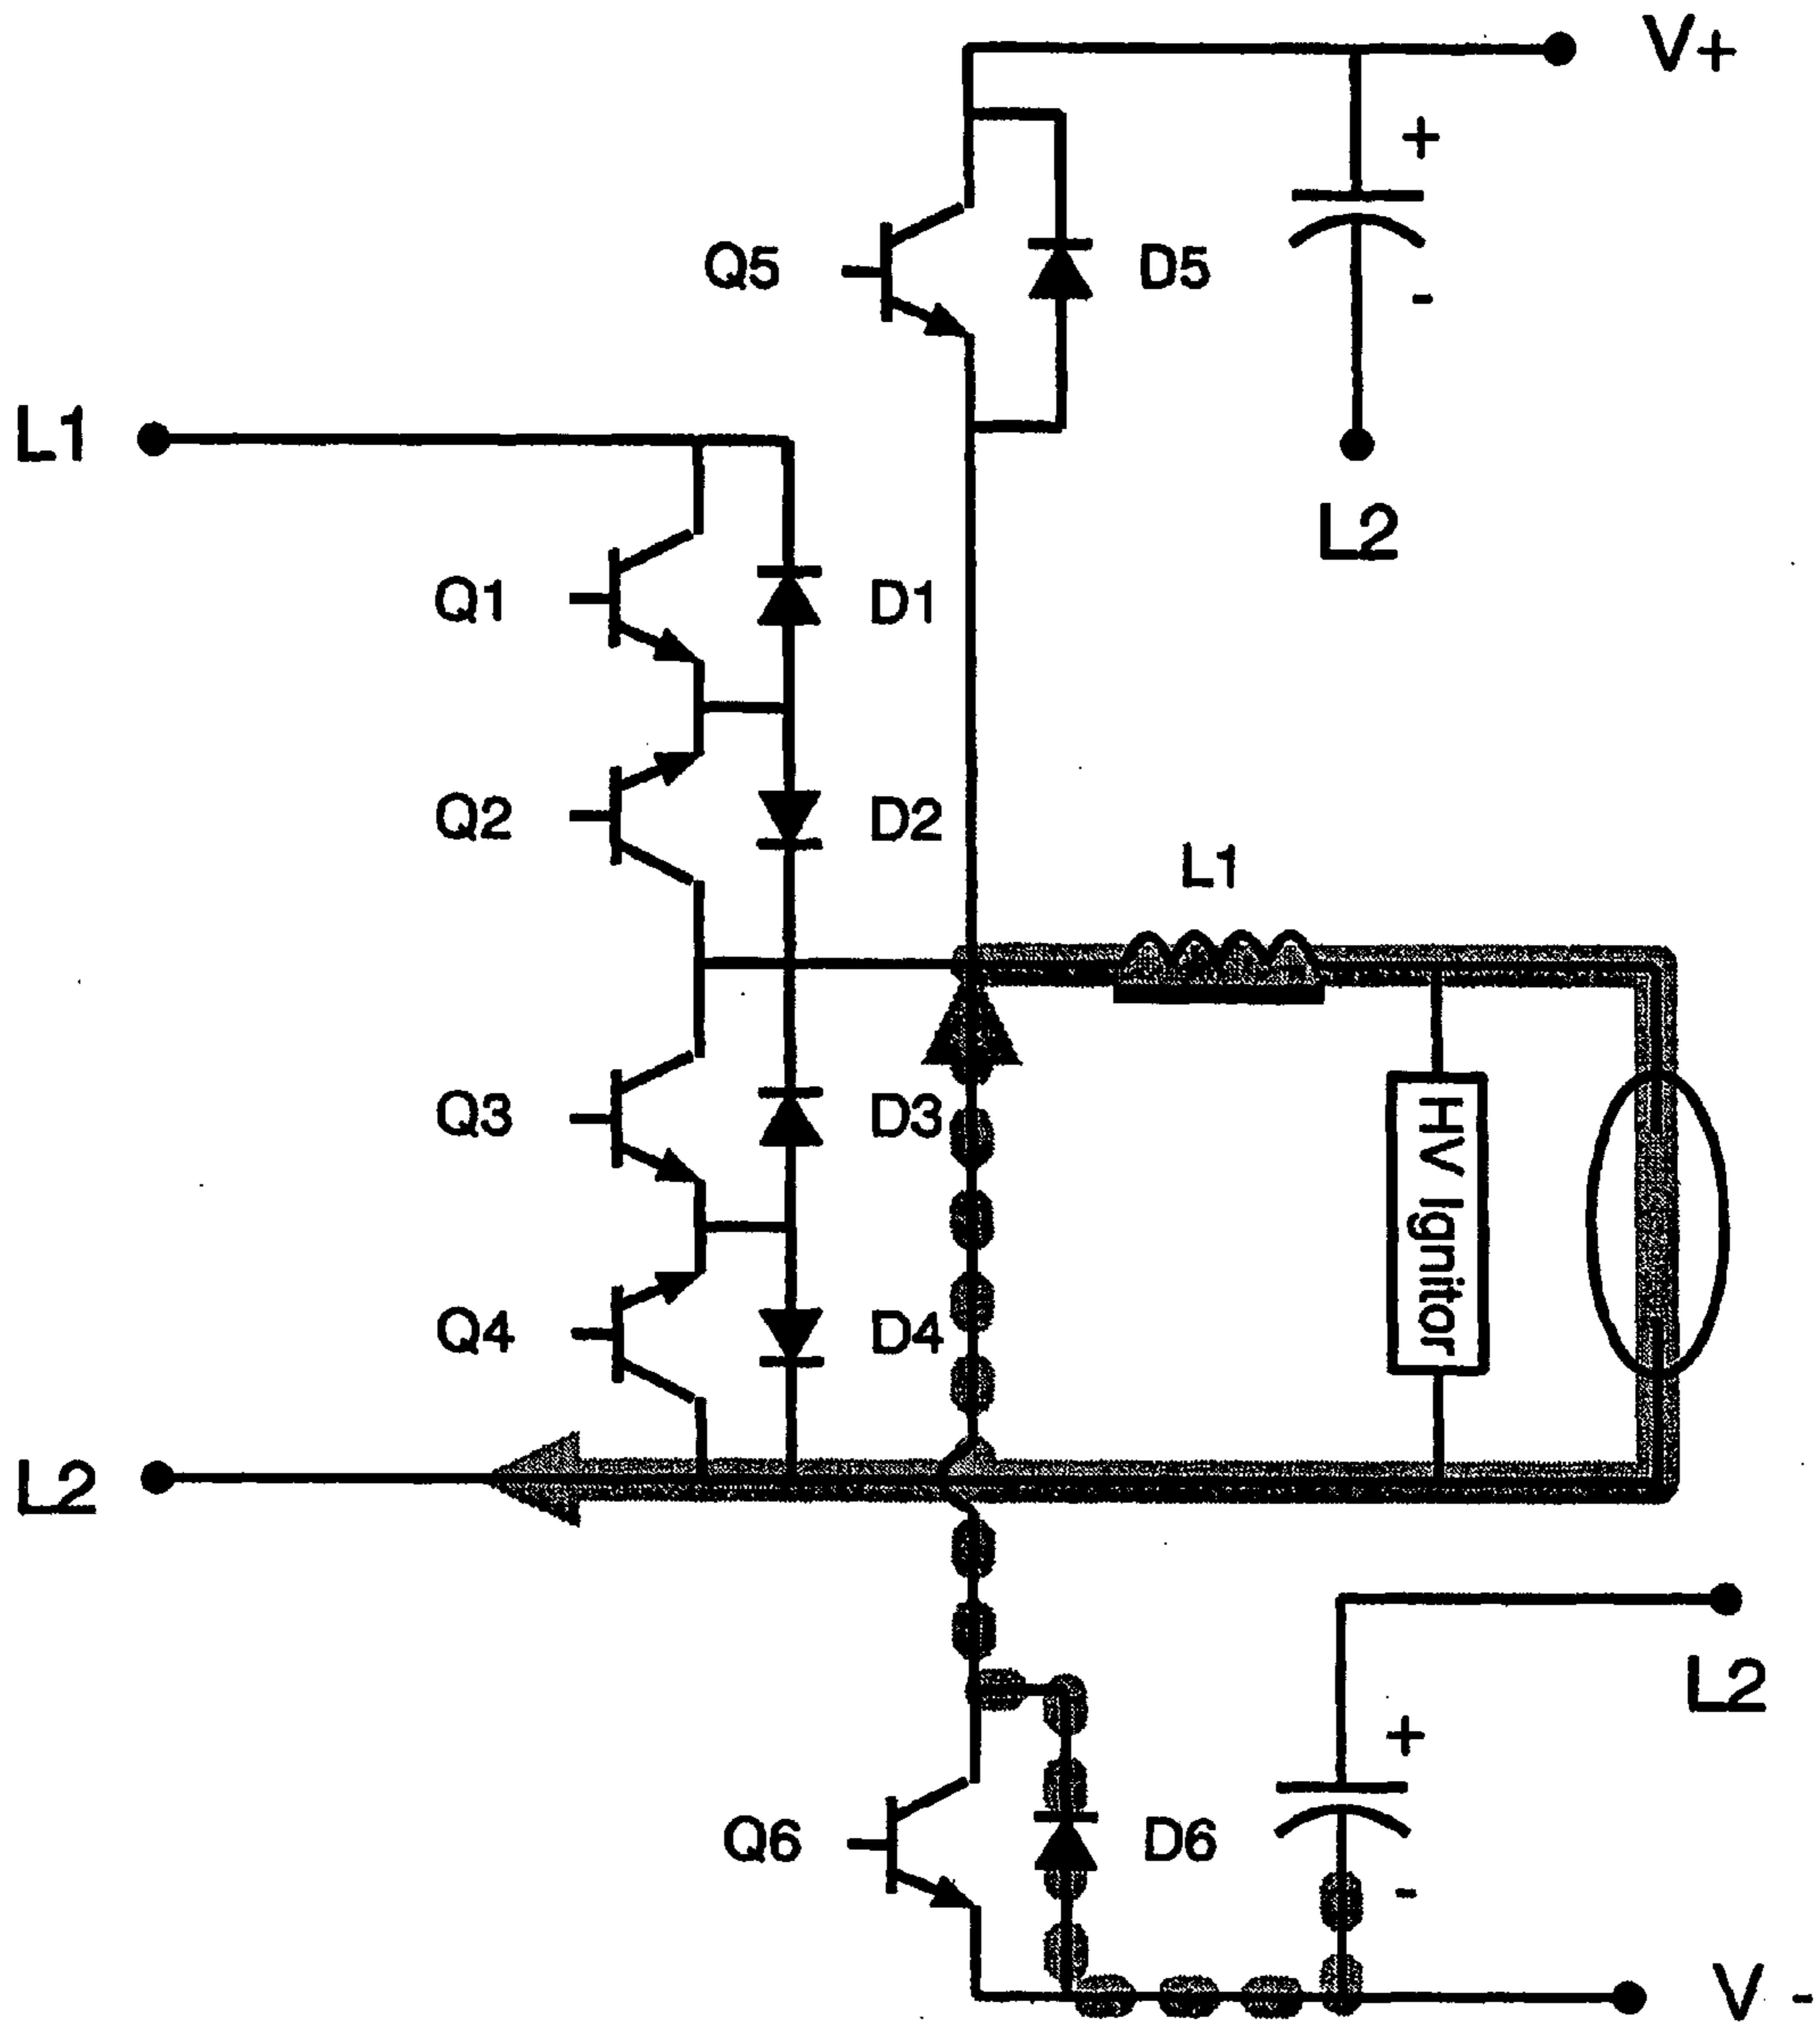 V+
+
Q5
D5
-
L1
L2
Q1
D1
Q2
D2
L1
Q3
D3
HV Ignitor
Q4
D4
L2
L2
+
Q6
D6
-
V -